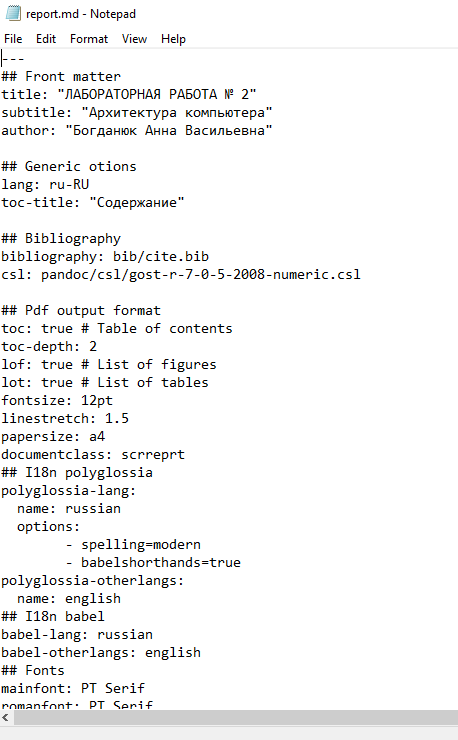 report.md - Notepad
File Edit Format View Help
---
## Front matter
title: "ЛАБОРАТОРНАЯ РАБОТА № 2"
subtitle: "Архитектура компьютера"
author: "Богданюк Анна Васильевна"

## Generic otions
lang: ru-RU
toc-title: "Содержание"

## Bibliography
bibliography: bib/cite.bib
csl: pandoc/csl/gost-r-7-0-5-2008-numeric.csl

## Pdf output format
toc: true # Table of contents
toc-depth: 2
lof: true # List of figures
lot: true # List of tables
fontsize: 12pt
linestretch: 1.5
papersize: a4
documentclass: scrreprt
## I18n polyglossia
polyglossia-lang:
  name: russian
  options:
        - spelling=modern
        - babelshorthands=true
polyglossia-otherlangs:
  name: english
## I18n babel
babel-lang: russian
babel-otherlangs: english
## Fonts
mainfont: PT Serif
romanfont: PT Serif